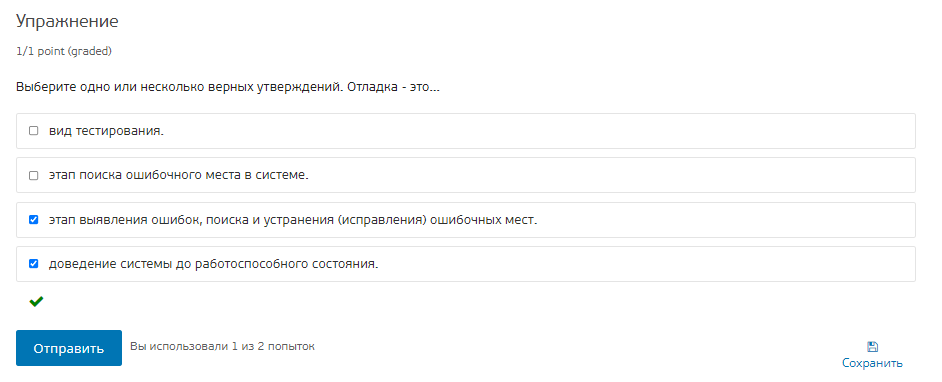 Упражнение
1/1 point (graded)
Выберите одно или несколько верных утверждений. Отладка - это...
вид тестирования.
этап поиска ошибочного места в системе.
этап выявления ошибок, поиска и устранения (исправления) ошибочных мест.
доведение системы до работоспособного состояния.
Отправить
Вы использовали 1 из 2 попыток
Сохранить